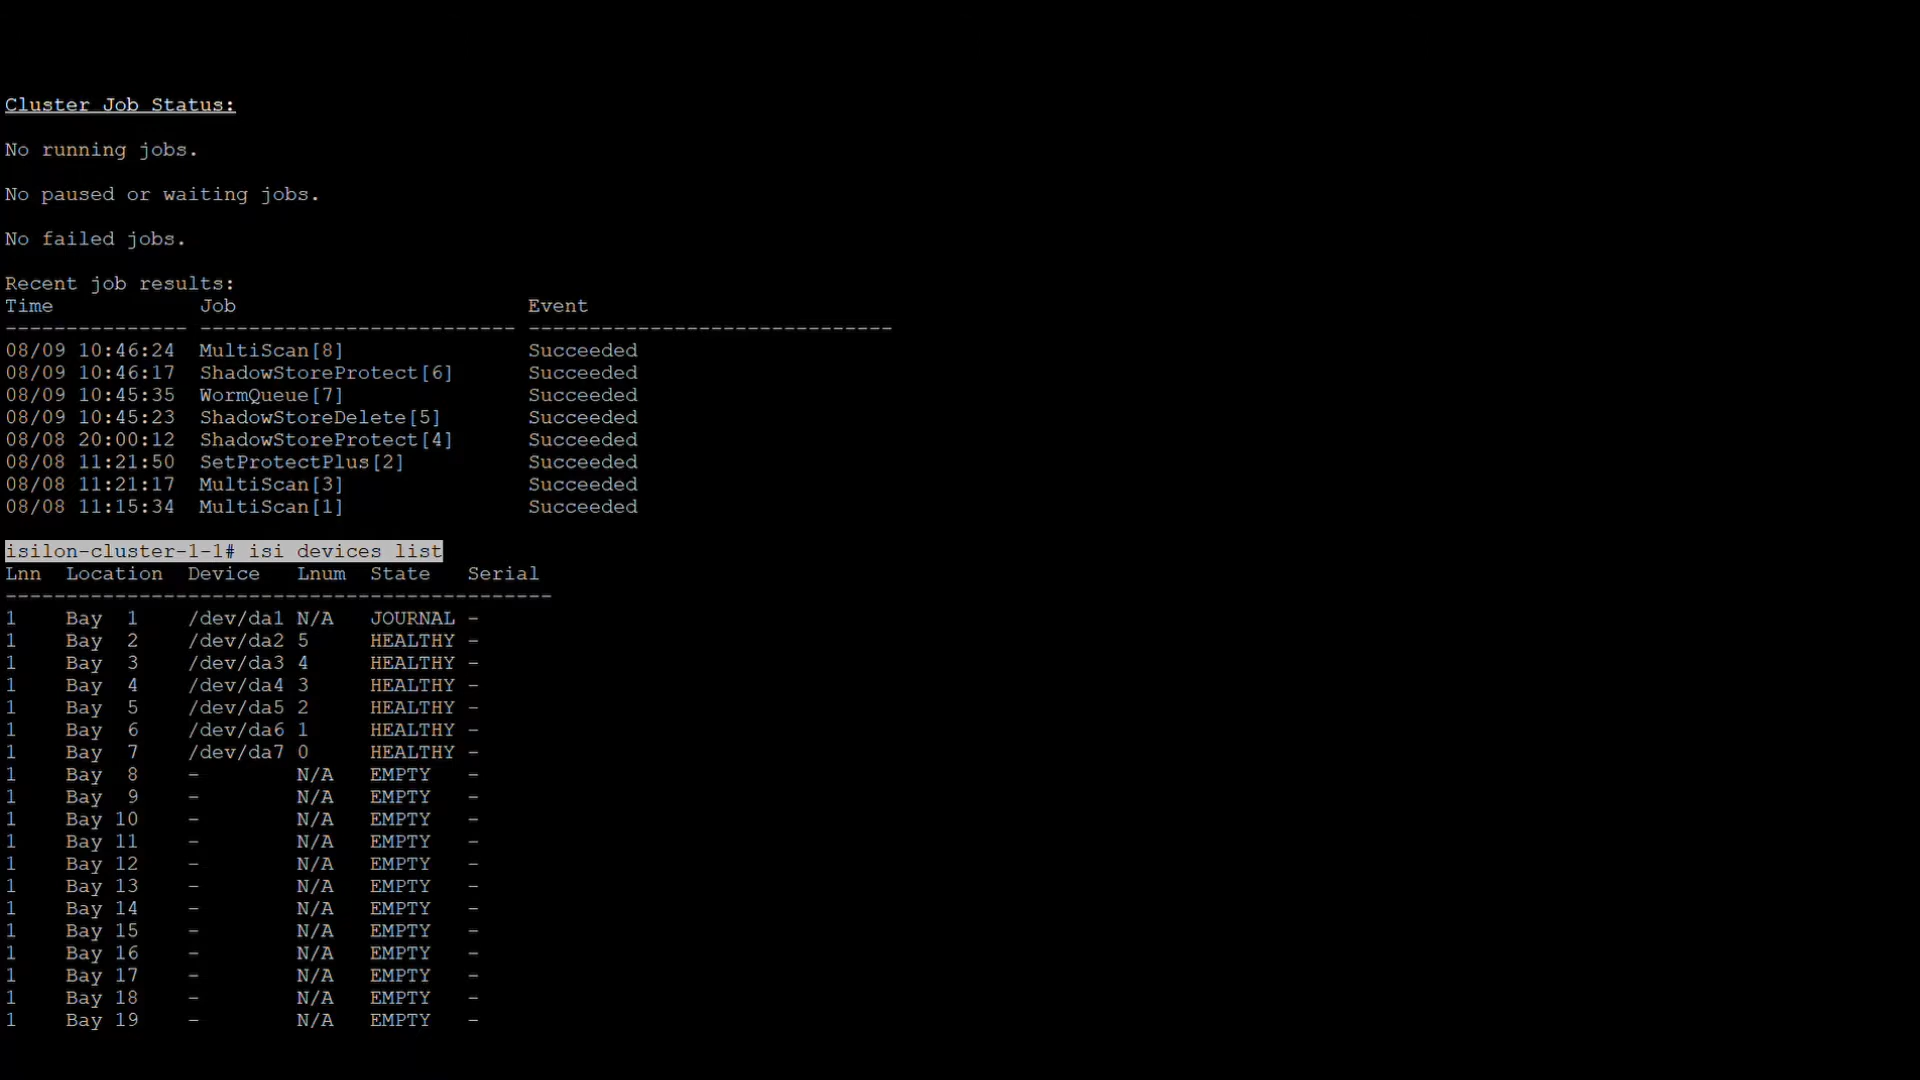 Cluster Job Status:
No running jobs.
No paused or waiting jobs.
No failed jobs.
Recent job results:
Time            Job                        Event
--------------- -------------------------- ------------------------------
08/09 10:46:24  MultiScan[8]               Succeeded
08/09 10:46:17  ShadowStoreProtect[6]      Succeeded
08/09 10:45:35  WormQueue[7]               Succeeded
08/09 10:45:23  ShadowStoreDelete[5]       Succeeded
08/08 20:00:12  ShadowStoreProtect[4]      Succeeded
08/08 11:21:50  SetProtectPlus[2]          Succeeded
08/08 11:21:17  MultiScan[3]               Succeeded
08/08 11:15:34  MultiScan[1]               Succeeded
isilon-cluster-1-1# isi devices list
Lnn  Location  Device   Lnum  State   Serial
---------------------------------------------
1    Bay  1    /dev/da1 N/A   JOURNAL -
1    Bay  2    /dev/da2 5     HEALTHY -
1    Bay  3    /dev/da3 4     HEALTHY -
1    Bay  4    /dev/da4 3     HEALTHY -
1    Bay  5    /dev/da5 2     HEALTHY -
1    Bay  6    /dev/da6 1     HEALTHY -
1    Bay  7    /dev/da7 0     HEALTHY -
1    Bay  8    -        N/A   EMPTY   -
1    Bay  9    -        N/A   EMPTY   -
1    Bay 10    -        N/A   EMPTY   -
1    Bay 11    -        N/A   EMPTY   -
1    Bay 12    -        N/A   EMPTY   -
1    Bay 13    -        N/A   EMPTY   -
1    Bay 14    -        N/A   EMPTY   -
1    Bay 15    -        N/A   EMPTY   -
1    Bay 16    -        N/A   EMPTY   -
1    Bay 17    -        N/A   EMPTY   -
1    Bay 18    -        N/A   EMPTY   -
1    Bay 19    -        N/A   EMPTY   -